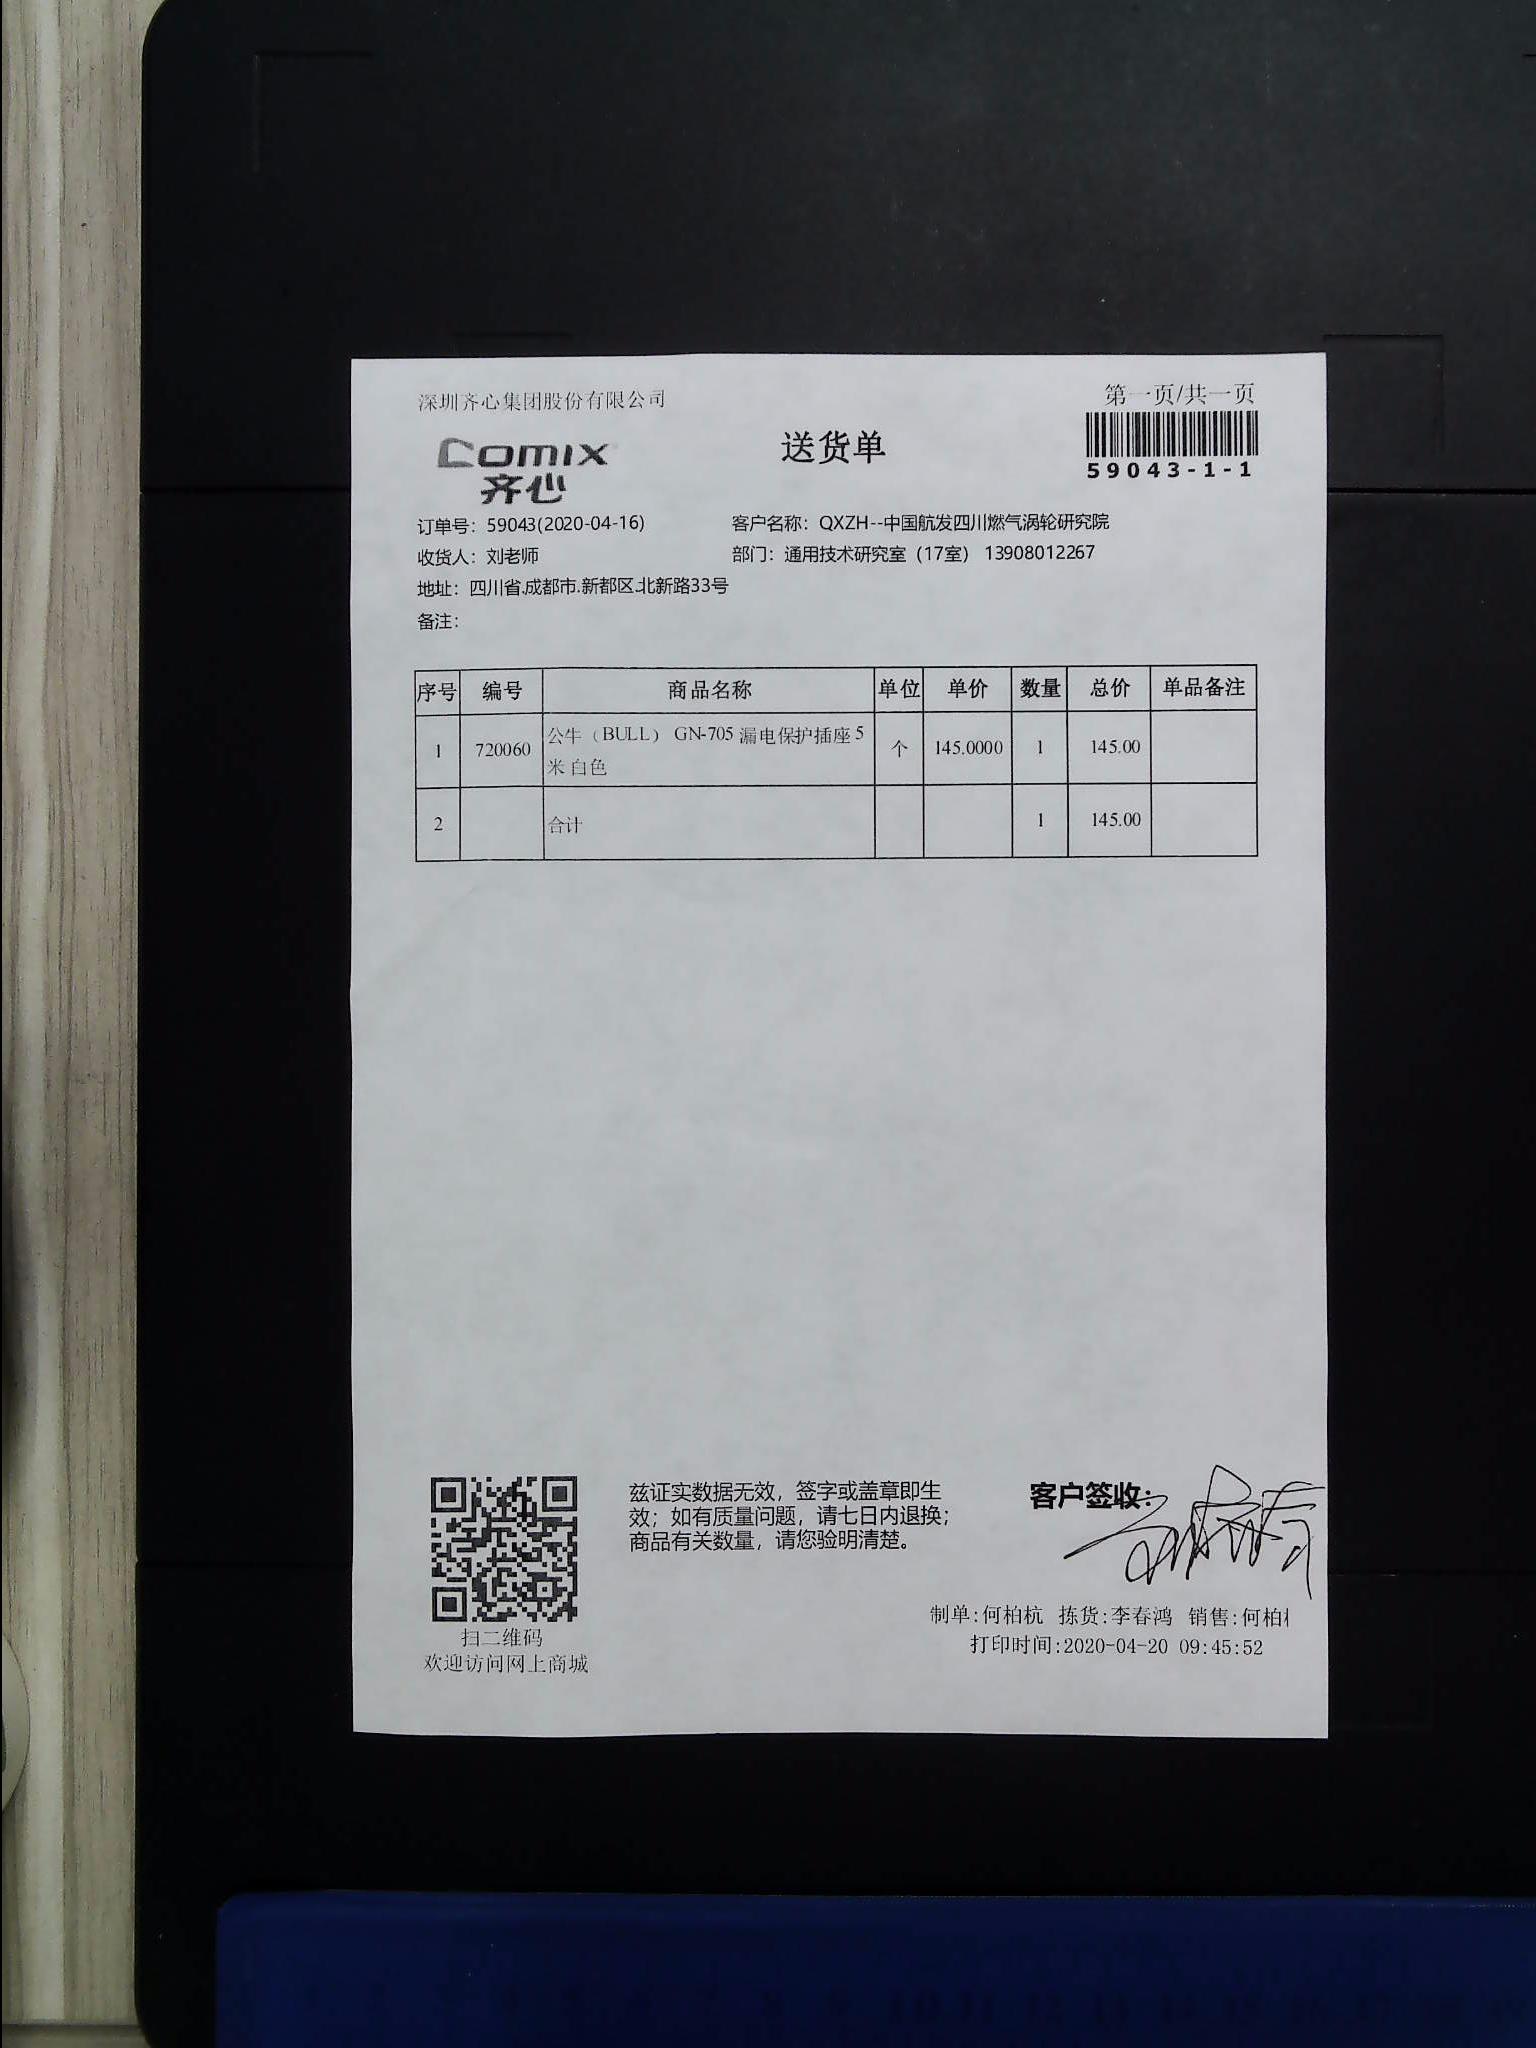 深圳齐心集团股份有限公司
第一页/共一页
comix
齐心
送货单
59043-1-1
订单号：59043(2020-04-16)
客户名称：QXZH--中国航发四川燃气涡轮研究院
收货人：刘老师
部门：通用技术研究室（17室） 13908012267
地址：四川省.成都市.新都区.北新路33号
备注：
序号 编号 商品名称 单位 单价 数量 总价 单品备注
1 720060 公牛（BULL） GN-705 漏电保护插座 5 个 145.0000 1 145.00
米 白色
2 合计 1 145.00
兹证实数据无效，签字或盖章即生
效；如有质量问题，请七日内退换；
商品有关数量，请您验明清楚。
客户签收：
制单:何柏杭 拣货:李春鸿 销售:何柏
打印时间:2020-04-20 09:45:52
扫二维码
欢迎访问网上商城